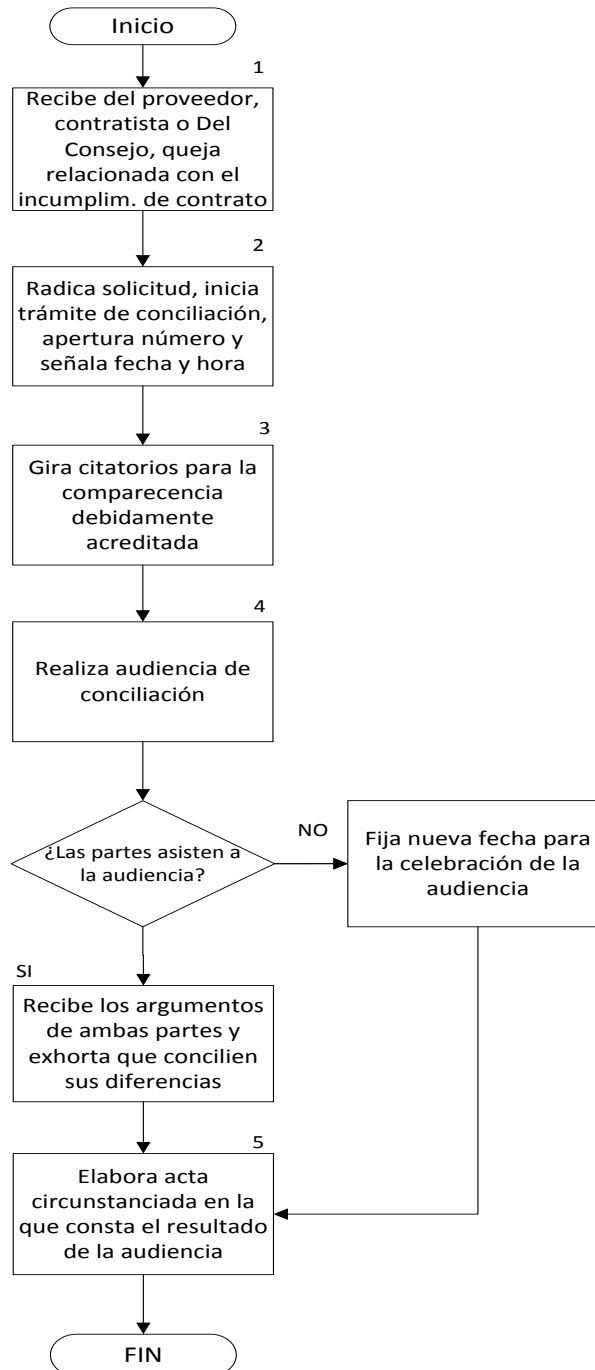 Inicio
1
Recibe del proveedor,
contratista o Del
Consejo, queja
relacionada con el
incumplim. de contrato
2
Radica solicitud, inicia
trámite de conciliación,
apertura número y
señala fecha y hora
3
Gira citatorios para la
comparecencia
debidamente
acreditada
4
Realiza audiencia de
conciliación
¿Las partes asisten a
la audiencia?
NO
Fija nueva fecha para
la celebración de la
audiencia
SI
Recibe los argumentos
de ambas partes y
exhorta que concilien
sus diferencias
5
Elabora acta
circunstanciada en la
que consta el resultado
de la audiencia
FIN